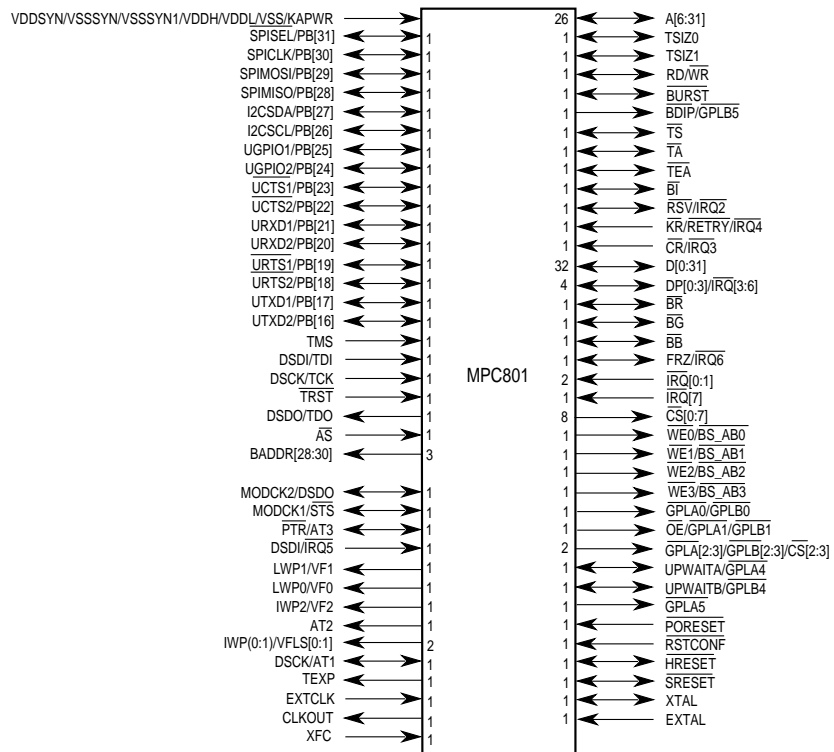 VDDSYN/VSSSYN/VSSSYN1/VDDH/VDDL/VSS/KAPWR
SPISEL/PB[31] 1
SPICLK/PB[30] 1
SPIMOSI/PB[29] 1
SPIMISO/PB[28] 1
I2CSDA/PB[27] 1
I2CSCL/PB[26] 1
UGPIO1/PB[25] 1
UGPIO2/PB[24] 1
UCTS1/PB[23] 1
UCTS2/PB[22] 1
URXD1/PB[21] 1
URXD2/PB[20] 1
URTS1/PB[19] 1
URTS2/PB[18] 1
UTXD1/PB[17] 1
UTXD2/PB[16] 1
TMS 1
DSDI/TDI 1
DSCK/TCK 1
TRST 1
DSDO/TDO 1
AS 1
BADDR[28:30] 3
MODCK2/DSDO 1
MODCK1/STS 1
PTR/AT3 1
DSDI/IRQ5 1
LWP1/VF1 1
LWP0/VF0 1
IWP2/VF2 1
AT2 1
IWP(0:1)/VFLS[0:1] 2
DSCK/AT1 1
TEXP 1
EXTCLK 1
CLKOUT 1
XFC 1
MPC801
26 A[6:31]
1 TSIZ0
1 TSIZ1
1 RD/WR
1 BURST
1 BDIP/GPLB5
1 TS
1 TA
1 TEA
1 BI
1 RSV/IRQ2
1 KR/RETRY/IRQ4
1 CR/IRQ3
32 D[0:31]
4 DP[0:3]/IRQ[3:6]
1 BR
1 BG
1 BB
1 FRZ/IRQ6
2 IRQ[0:1]
1 IRQ[7]
8 CS[0:7]
1 WE0/BS_AB0
1 WE1/BS_AB1
1 WE2/BS_AB2
1 WE3/BS_AB3
1 GPLA0/GPLB0
1 OE/GPLA1/GPLB1
2 GPLA[2:3]/GPLB[2:3]/CS[2:3]
1 UPWAITA/GPLA4
1 UPWAITB/GPLB4
1 GPLA5
1 PORESET
1 RSTCONF
1 HRESET
1 SRESET
1 XTAL
1 EXTAL